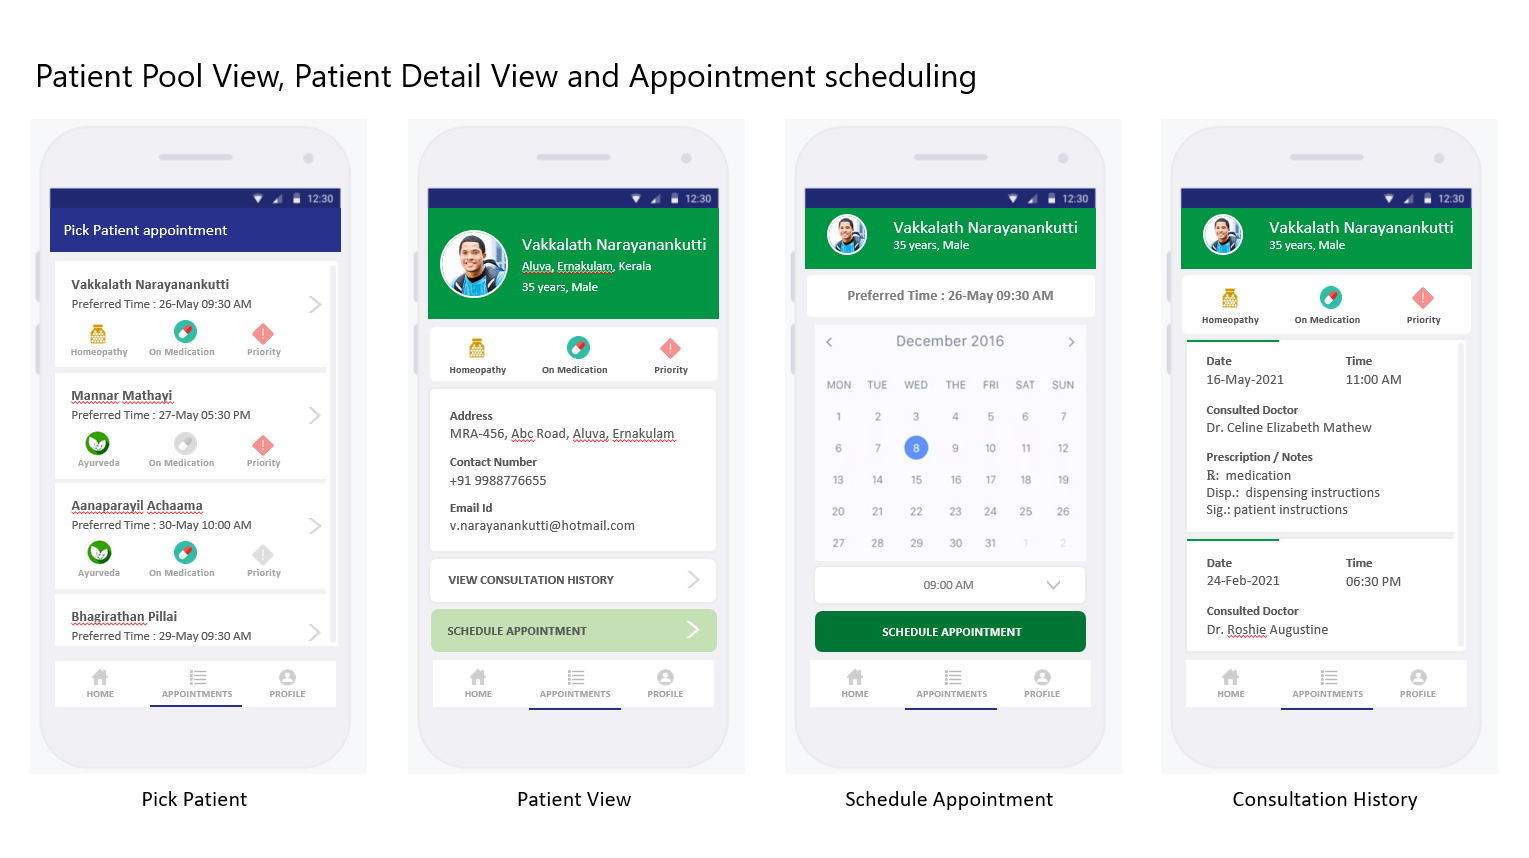 Patient Pool View, Patient Detail View and Appointment scheduling
12:30
Pick Patient appointment
Vakkalath Narayanankutti
Preferred Time : 26-May 09:30 AM
Homeopathy On Medication Priority
Mannar Mathayi
Preferred Time : 27-May 05:30 PM
Ayurveda On Medication Priority
Aanaparayil Achaama
Preferred Time : 30-May 10:00 AM
Ayurveda On Medication Priority
Bhagirathan Pillai
Preferred Time : 29-May 09:30 AM
HOME APPOINTMENTS PROFILE
Pick Patient
12:30
Vakkalath Narayanankutti
Aluva, Ernakulam, Kerala
35 years, Male
Homeopathy On Medication Priority
Address
MRA-456, Abc Road, Aluva, Ernakulam
Contact Number
+91 9988776655
Email Id
v.narayanankutti@hotmail.com
VIEW CONSULTATION HISTORY
SCHEDULE APPOINTMENT
HOME APPOINTMENTS PROFILE
Patient View
12:30
Vakkalath Narayanankutti
35 years, Male
Preferred Time : 26-May 09:30 AM
December 2016
MON TUE WED THE FRI SAT SUN
1 2 3 4 5 6 7
6 7 8 9 10 11 12
13 14 15 16 17 18 19
20 21 22 23 24 25 26
27 28 29 30 31 1 2
09:00 AM
SCHEDULE APPOINTMENT
HOME APPOINTMENTS PROFILE
Schedule Appointment
12:30
Vakkalath Narayanankutti
35 years, Male
Homeopathy On Medication Priority
Date Time
16-May-2021 11:00 AM
Consulted Doctor
Dr. Celine Elizabeth Mathew
Prescription / Notes
℞: medication
Disp.: dispensing instructions
Sig.: patient instructions
Date Time
24-Feb-2021 06:30 PM
Consulted Doctor
Dr. Roshie Augustine
HOME APPOINTMENTS PROFILE
Consultation History